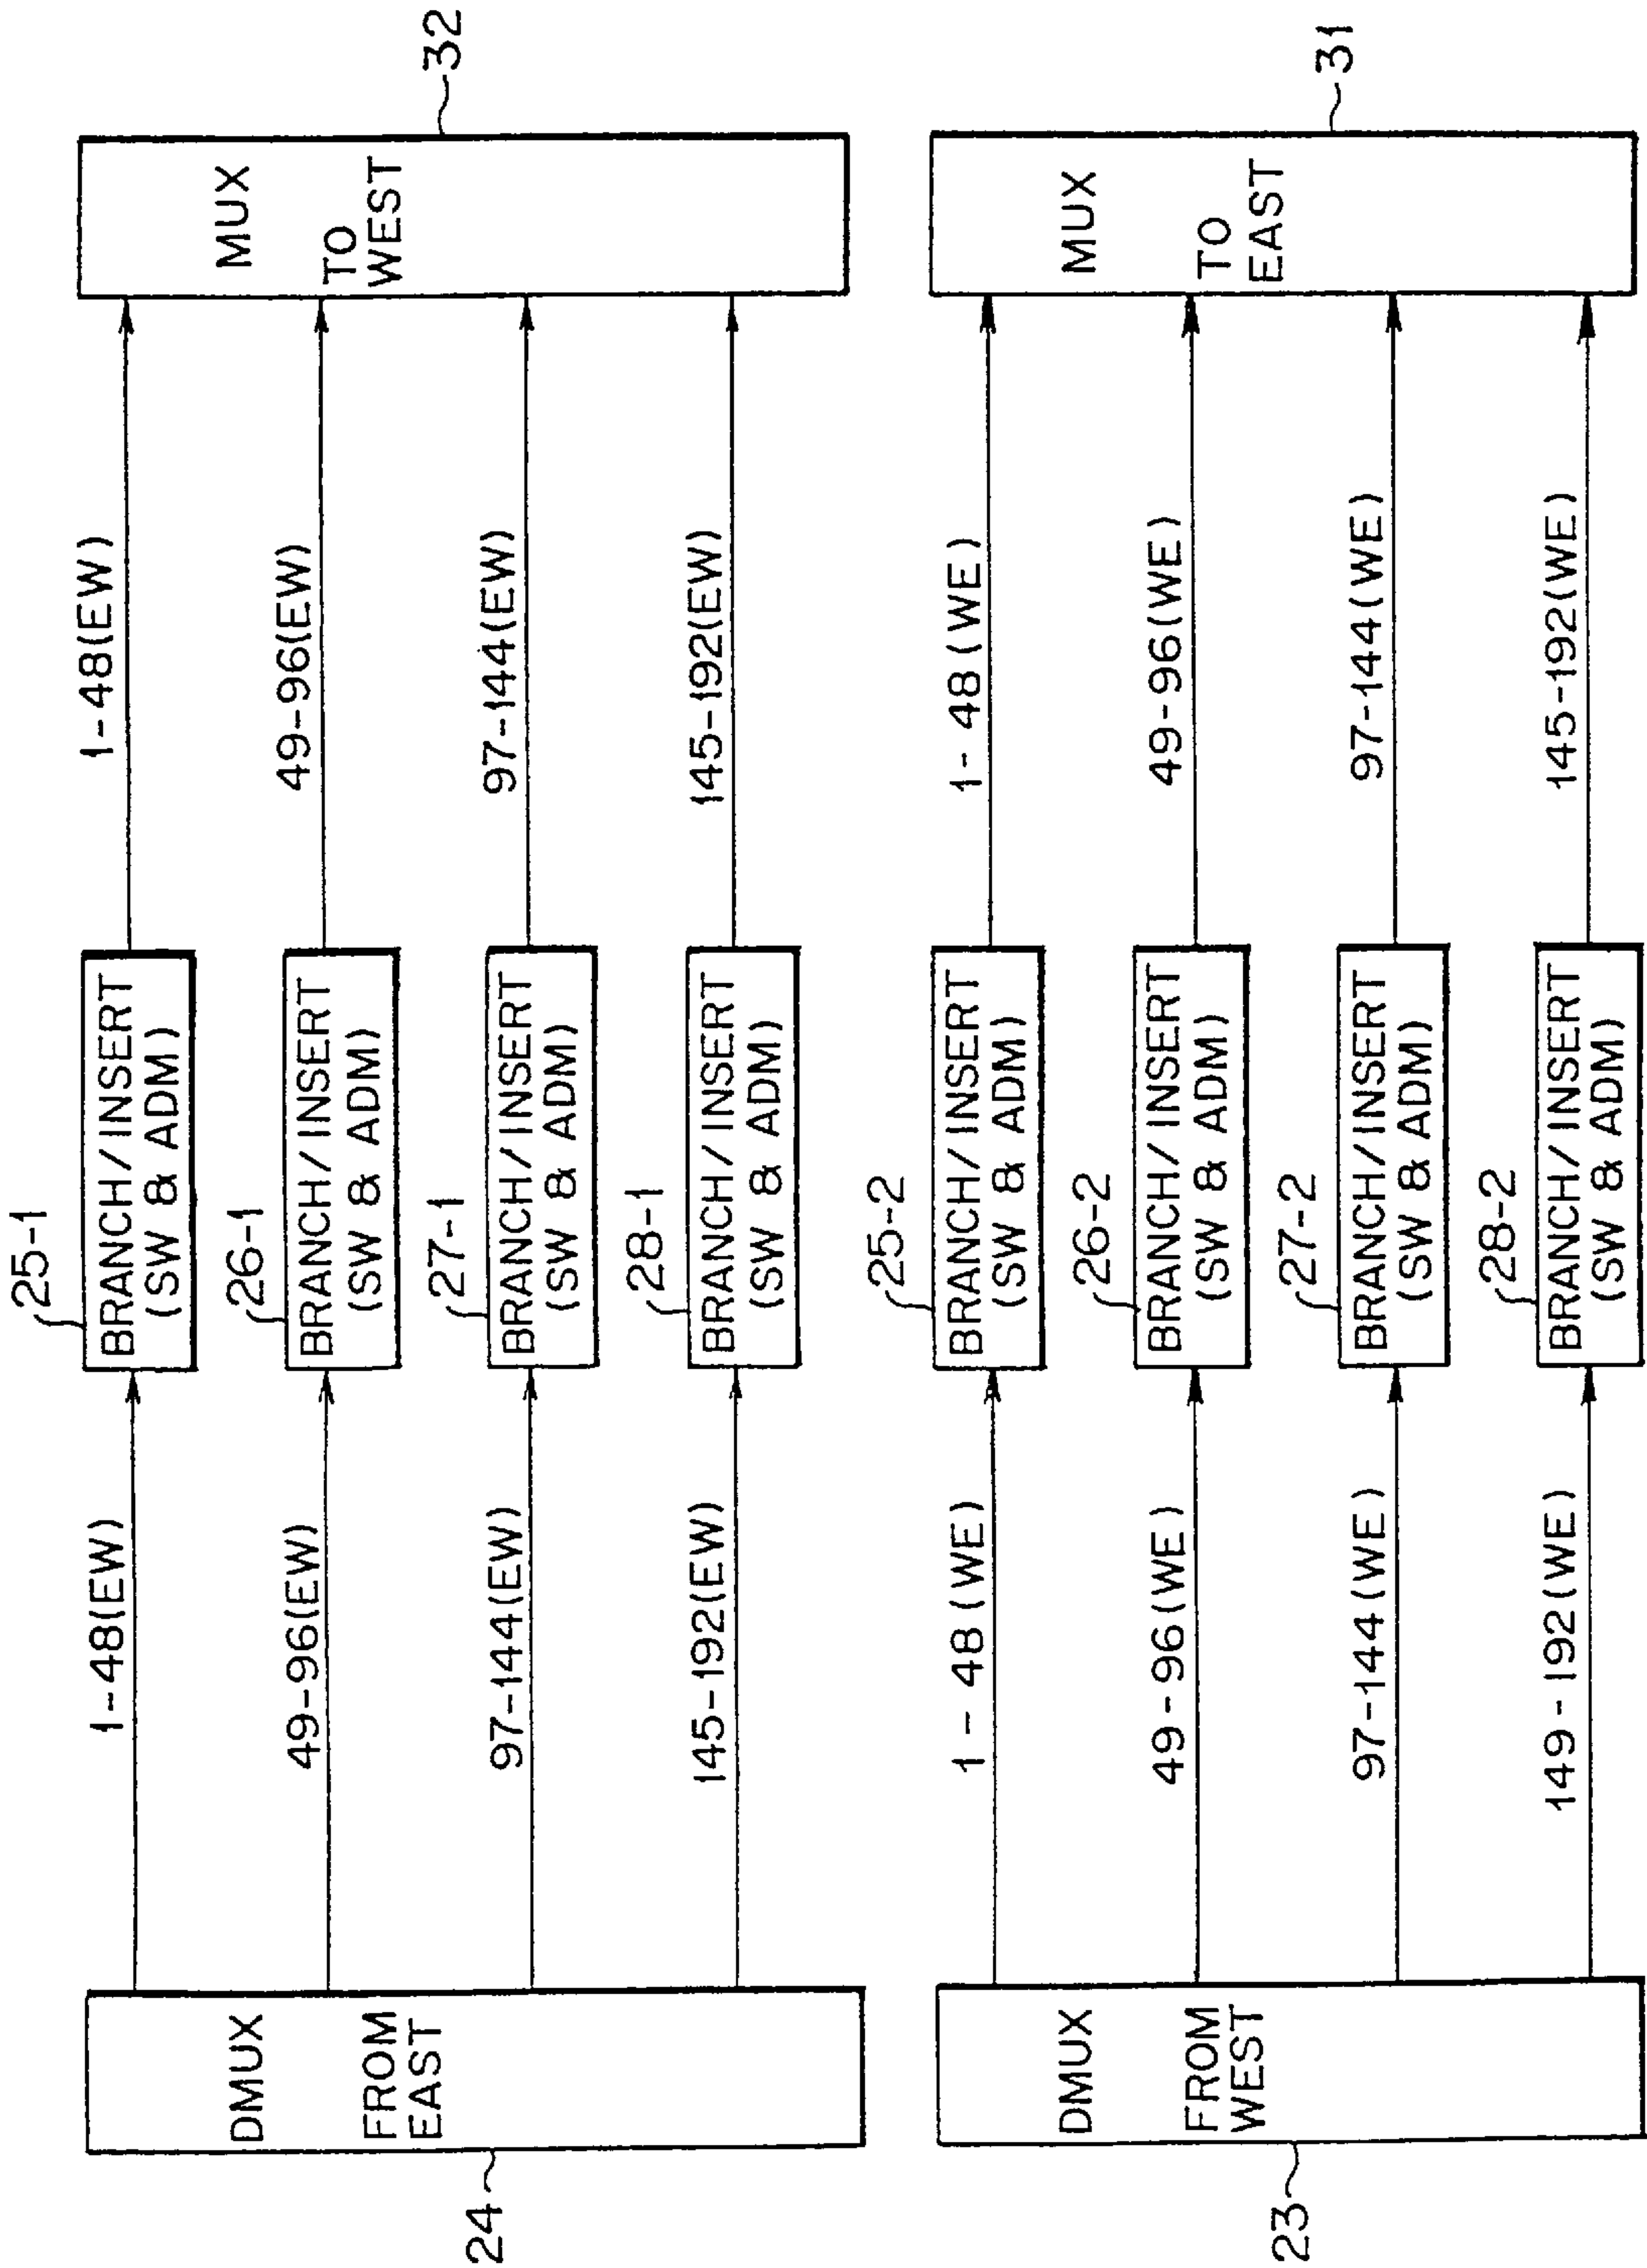 24
DMUX
FROM
EAST
1-48(EW)
49-96(EW)
97-144(EW)
145-192(EW)
25-1
BRANCH/INSERT
(SW & ADM)
26-1
BRANCH/INSERT
(SW & ADM)
27-1
BRANCH/INSERT
(SW & ADM)
28-1
BRANCH/INSERT
(SW & ADM)
1-48(EW)
49-96(EW)
97-144(EW)
145-192(EW)
MUX
TO
WEST
32
23
DMUX
FROM
WEST
1-48(WE)
49-96(WE)
97-144(WE)
149-192(WE)
25-2
BRANCH/INSERT
(SW & ADM)
26-2
BRANCH/INSERT
(SW & ADM)
27-2
BRANCH/INSERT
(SW & ADM)
28-2
BRANCH/INSERT
(SW & ADM)
1-48(WE)
49-96(WE)
97-144(WE)
145-192(WE)
MUX
TO
EAST
31